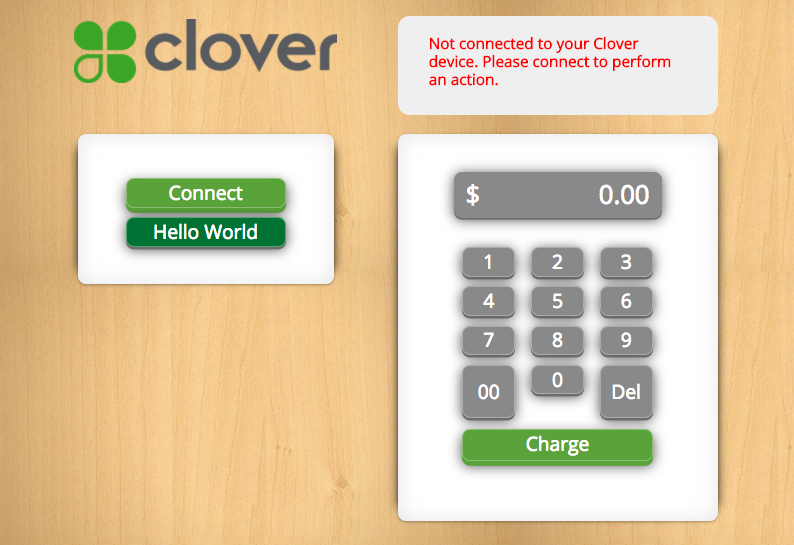 clover
Not connected to your Clover
device. Please connect to perform
an action.
Connect
Hello World
$ 0.00
1 2 3
4 5 6
7 8 9
00 0 Del
Charge